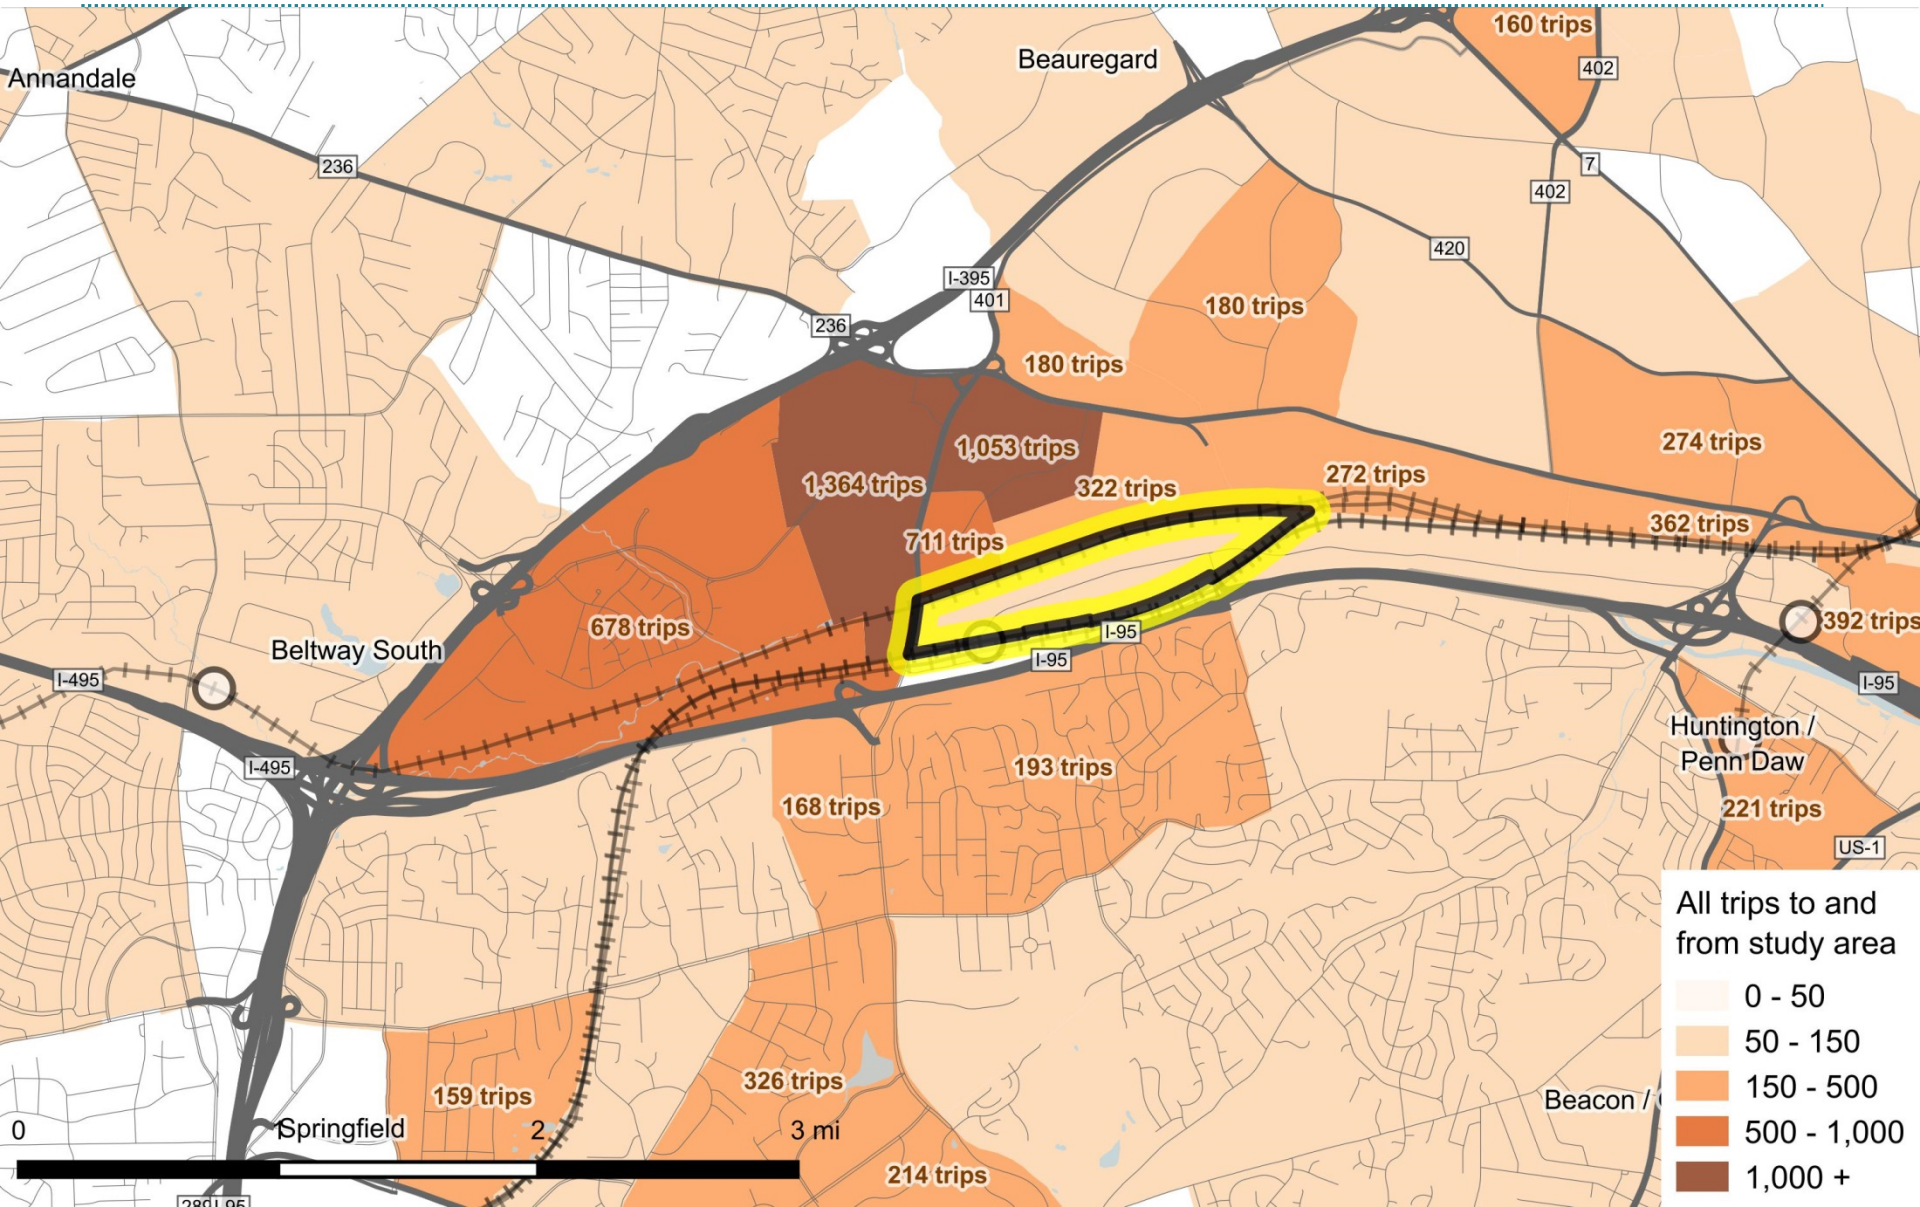 160 trips
Beauregard
402
Annandale
236
7
402
420
I-395
401
180 trips
236
180 trips
274 trips
1,053 trips
272 trips
1,364 trips
322 trips
362 trips
711 trips
678 trips
I-95
392 trips
Beltway South
I-95
I-495
I-95
Huntington /
Penn Daw
I-495
193 trips
168 trips
221 trips
US-1
All trips to and
from study area
0 - 50
50 - 150
150 - 500
500 - 1,000
1,000 +
326 trips
159 trips
Beacon /
0
Springfield
2
3 mi
214 trips
I-95